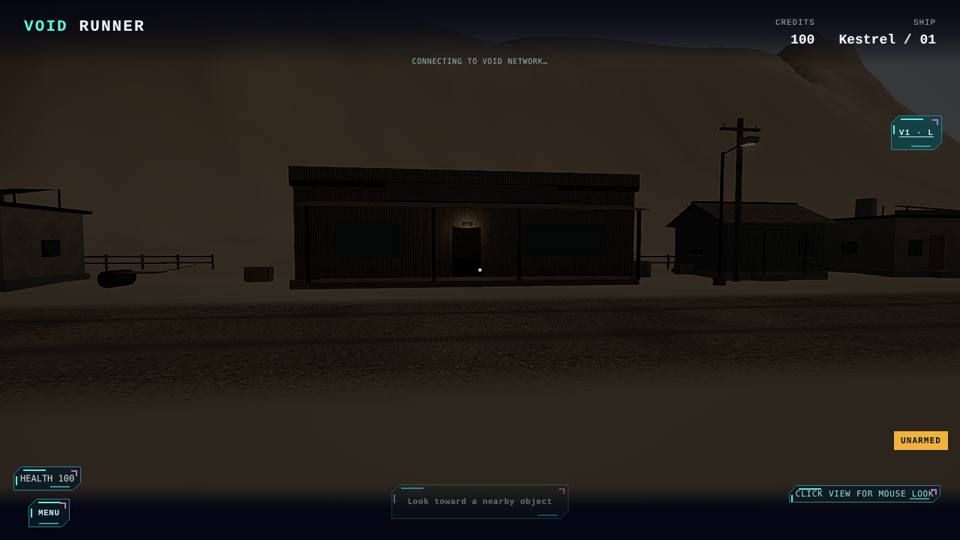 VOID RUNNER
CREDITS
100
SHIP
Kestrel / 01
CONNECTING TO VOID NETWORK…
V1 · L
UNARMED
HEALTH 100
MENU
Look toward a nearby object
CLICK VIEW FOR MOUSE LOOK